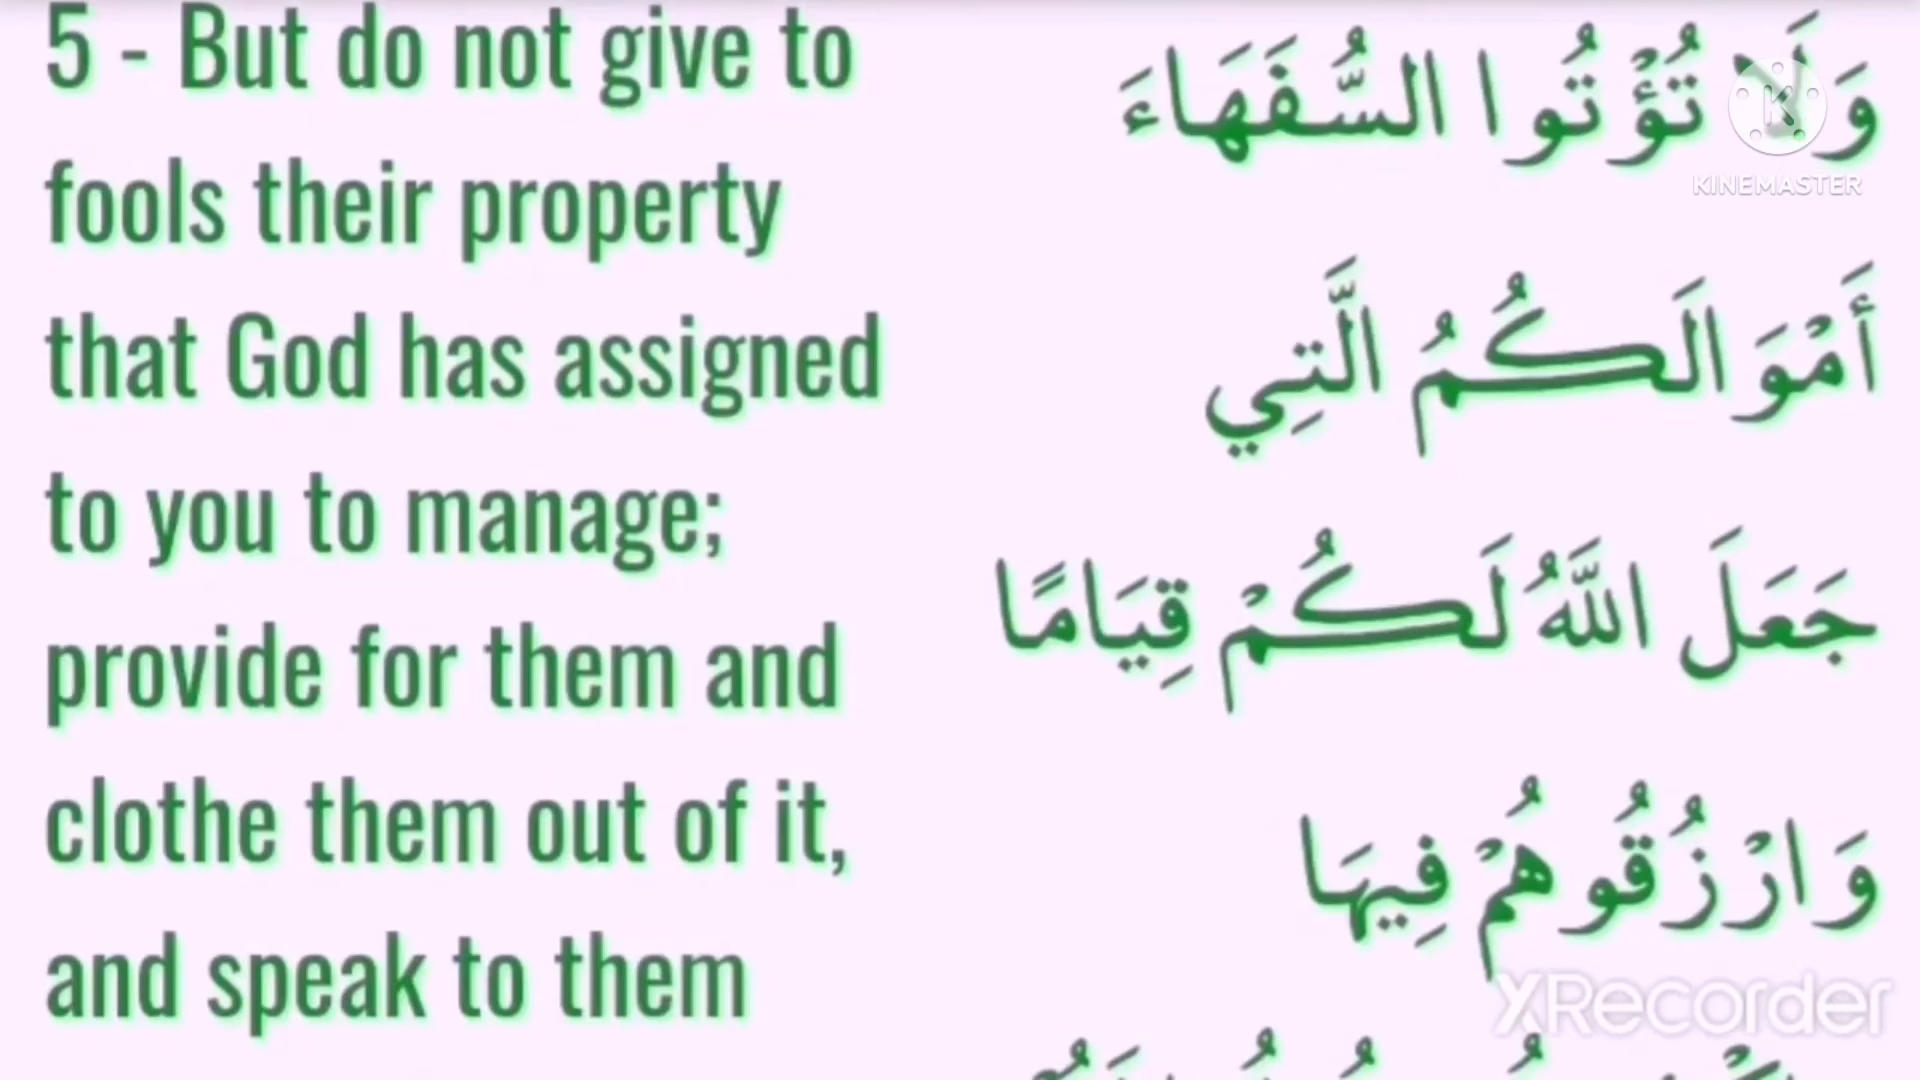 5 - But do not give to
fools their property
that God has assigned
to you to manage;
provide for them and
clothe them out of it,
and speak to them
وَلَا تُؤْتُوا السُّفَهَاءَ
أَمْوَالَكُمُ الَّتِي
جَعَلَ اللَّهُ لَكُمْ قِيَامًا
وَارْزُقُوهُمْ فِيهَا
KINEMASTER
XRecorder